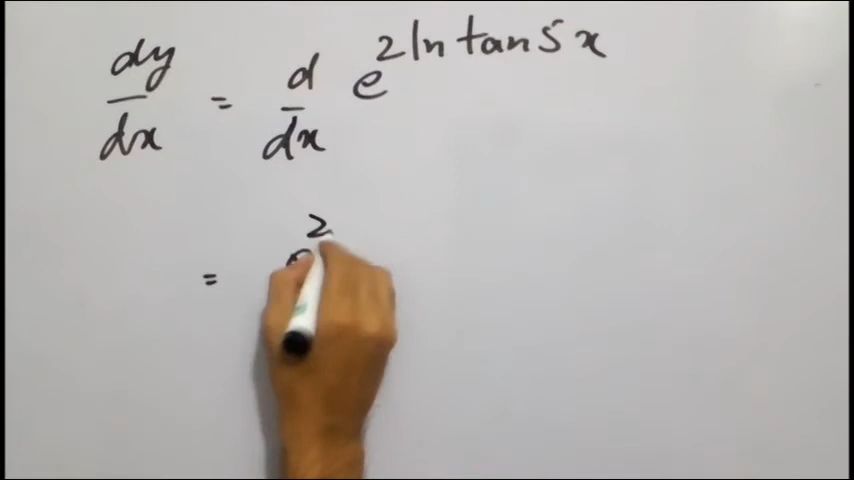 dy/dx = d/dx e^2 ln tan 5x
= e^2